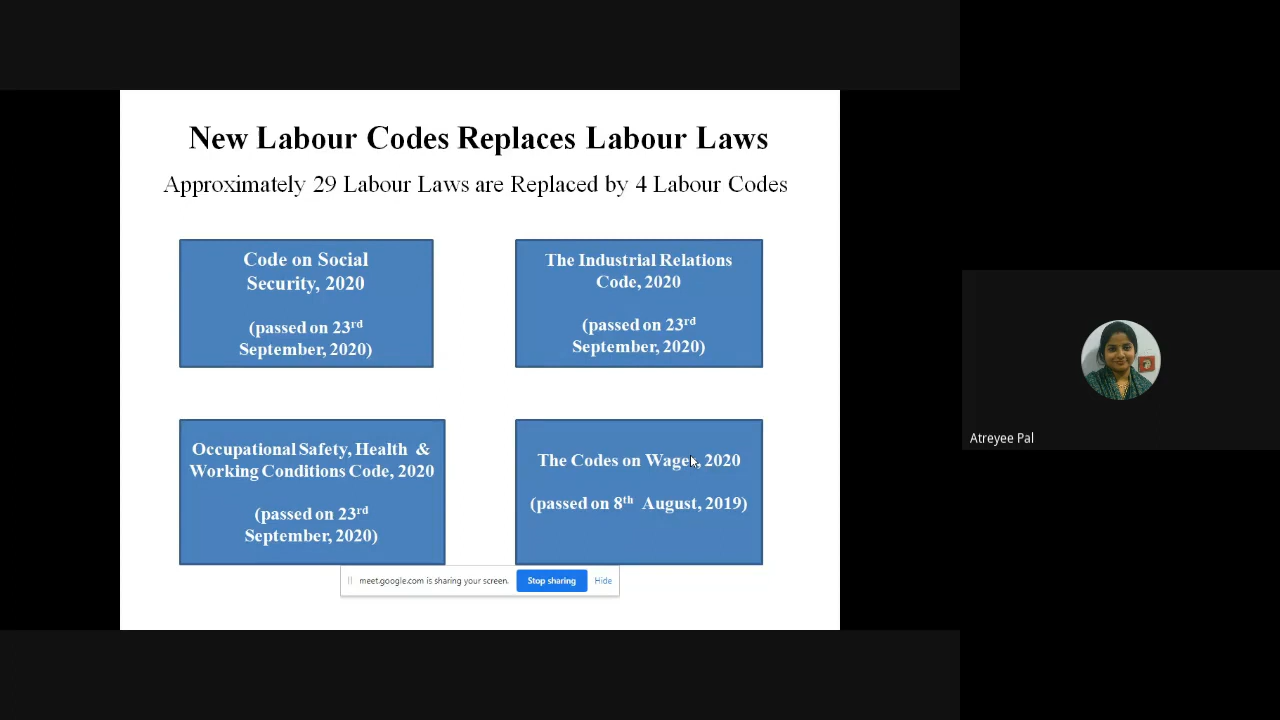 New Labour Codes Replaces Labour Laws
Approximately 29 Labour Laws are Replaced by 4 Labour Codes
Code on Social
Security, 2020
(passed on 23rd
September, 2020)
The Industrial Relations
Code, 2020
(passed on 23rd
September, 2020)
Occupational Safety, Health &
Working Conditions Code, 2020
(passed on 23rd
September, 2020)
The Codes on Wages, 2020
(passed on 8th August, 2019)
meet.google.com is sharing your screen. Stop sharing Hide
Atreyee Pal